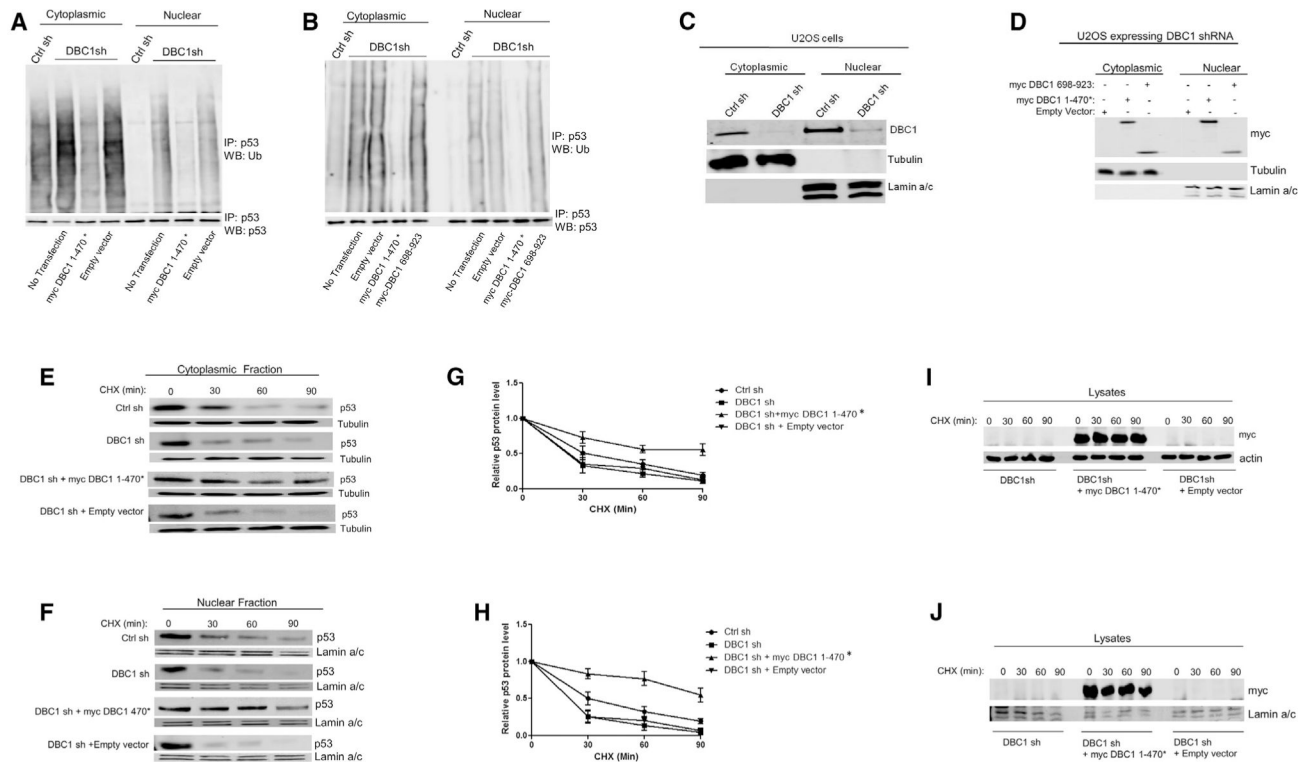 A
Cytoplasmic Nuclear
Ctrl sh DBC1sh Ctrl sh DBC1sh
IP: p53
WB: Ub
IP: p53
WB: p53
No Transfection
myc DBC1 1-470 *
Empty vector
No Transfection
myc DBC1 1-470 *
Empty vector
B
Cytoplasmic Nuclear
Ctrl sh DBC1sh Ctrl sh DBC1sh
IP: p53
WB: Ub
IP: p53
WB: p53
No Transfection
Empty vector
myc DBC1 1-470 *
myc-DBC1 698-923
No Transfection
Empty vector
myc DBC1 1-470 *
myc-DBC1 698-923
C
U2OS cells
Cytoplasmic Nuclear
Ctrl sh DBC1 sh Ctrl sh DBC1 sh
DBC1
Tubulin
Lamin a/c
D
U2OS expressing DBC1 shRNA
Cytoplasmic Nuclear
myc DBC1 698-923: - - + - - +
myc DBC1 1-470*: - + - - + -
Empty Vector: + - - + - -
myc
Tubulin
Lamin a/c
E
Cytoplasmic Fraction
CHX (min): 0 30 60 90
Ctrl sh p53
Tubulin
DBC1 sh p53
Tubulin
DBC1 sh + myc DBC1 1-470* p53
Tubulin
DBC1 sh + Empty vector p53
Tubulin
G
Relative p53 protein level
1.5
1.0
0.5
0.0
0 30 60 90
CHX (Min)
Ctrl sh
DBC1 sh
DBC1 sh+myc DBC1 1-470 *
DBC1 sh + Empty vector
I
Lysates
CHX (min): 0 30 60 90 0 30 60 90 0 30 60 90
myc
actin
DBC1sh DBC1sh DBC1sh
+ myc DBC1 1-470* + Empty vector
F
Nuclear Fraction
CHX (min): 0 30 60 90
Ctrl sh p53
Lamin a/c
DBC1 sh p53
Lamin a/c
DBC1 sh + myc DBC1 470* p53
Lamin a/c
DBC1 sh +Empty vector p53
Lamin a/c
H
Relative p53 protein level
1.5
1.0
0.5
0.0
0 30 60 90
CHX (Min)
Ctrl sh
DBC1 sh
DBC1 sh + myc DBC1 1-470 *
DBC1 sh + Empty vector
J
Lysates
CHX (min): 0 30 60 90 0 30 60 90 0 30 60 90
myc
Lamin a/c
DBC1 sh DBC1 sh DBC1 sh
+ myc DBC1 1-470* + Empty vector